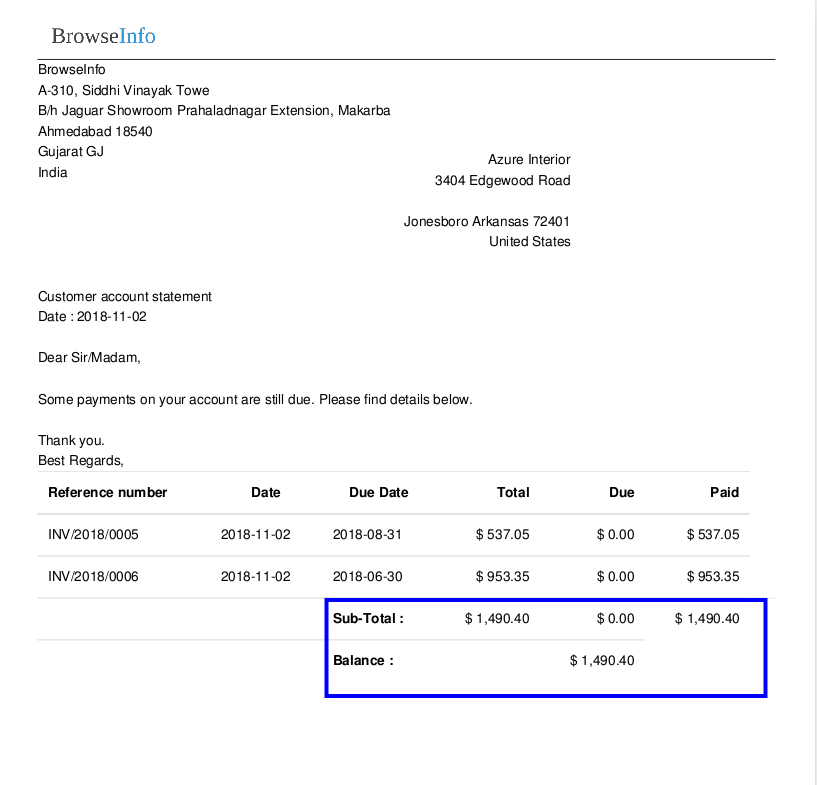 BrowseInfo
BrowseInfo
A-310, Siddhi Vinayak Towe
B/h Jaguar Showroom Prahaladnagar Extension, Makarba
Ahmedabad 18540
Gujarat GJ
India
Azure Interior
3404 Edgewood Road
Jonesboro Arkansas 72401
United States
Customer account statement
Date : 2018-11-02
Dear Sir/Madam,
Some payments on your account are still due. Please find details below.
Thank you.
Best Regards,
Reference number Date Due Date Total Due Paid
INV/2018/0005 2018-11-02 2018-08-31 $ 537.05 $ 0.00 $ 537.05
INV/2018/0006 2018-11-02 2018-06-30 $ 953.35 $ 0.00 $ 953.35
Sub-Total : $ 1,490.40 $ 0.00 $ 1,490.40
Balance : $ 1,490.40